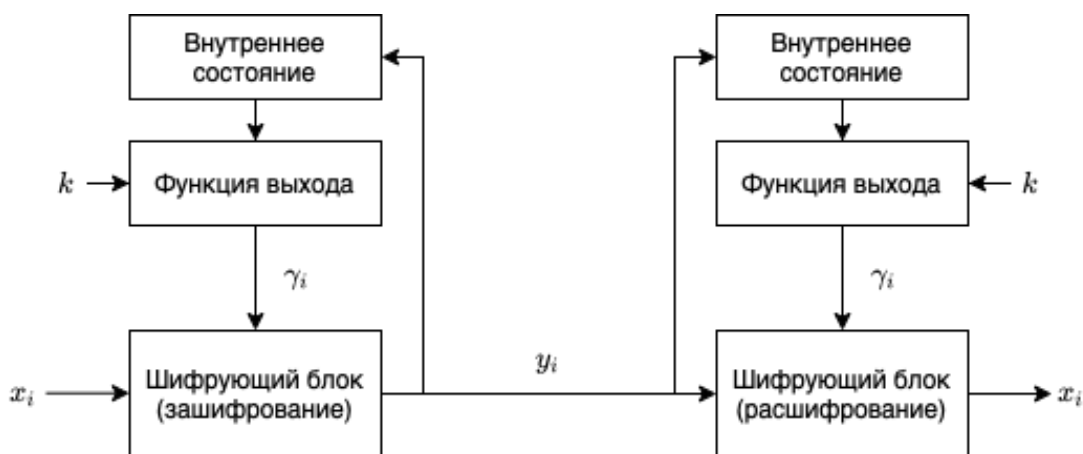 Внутреннее
состояние
Внутреннее
состояние
k
Функция выхода
Функция выхода
k
γᵢ
γᵢ
xᵢ
Шифрующий блок
(зашифрование)
yᵢ
Шифрующий блок
(расшифрование)
xᵢ